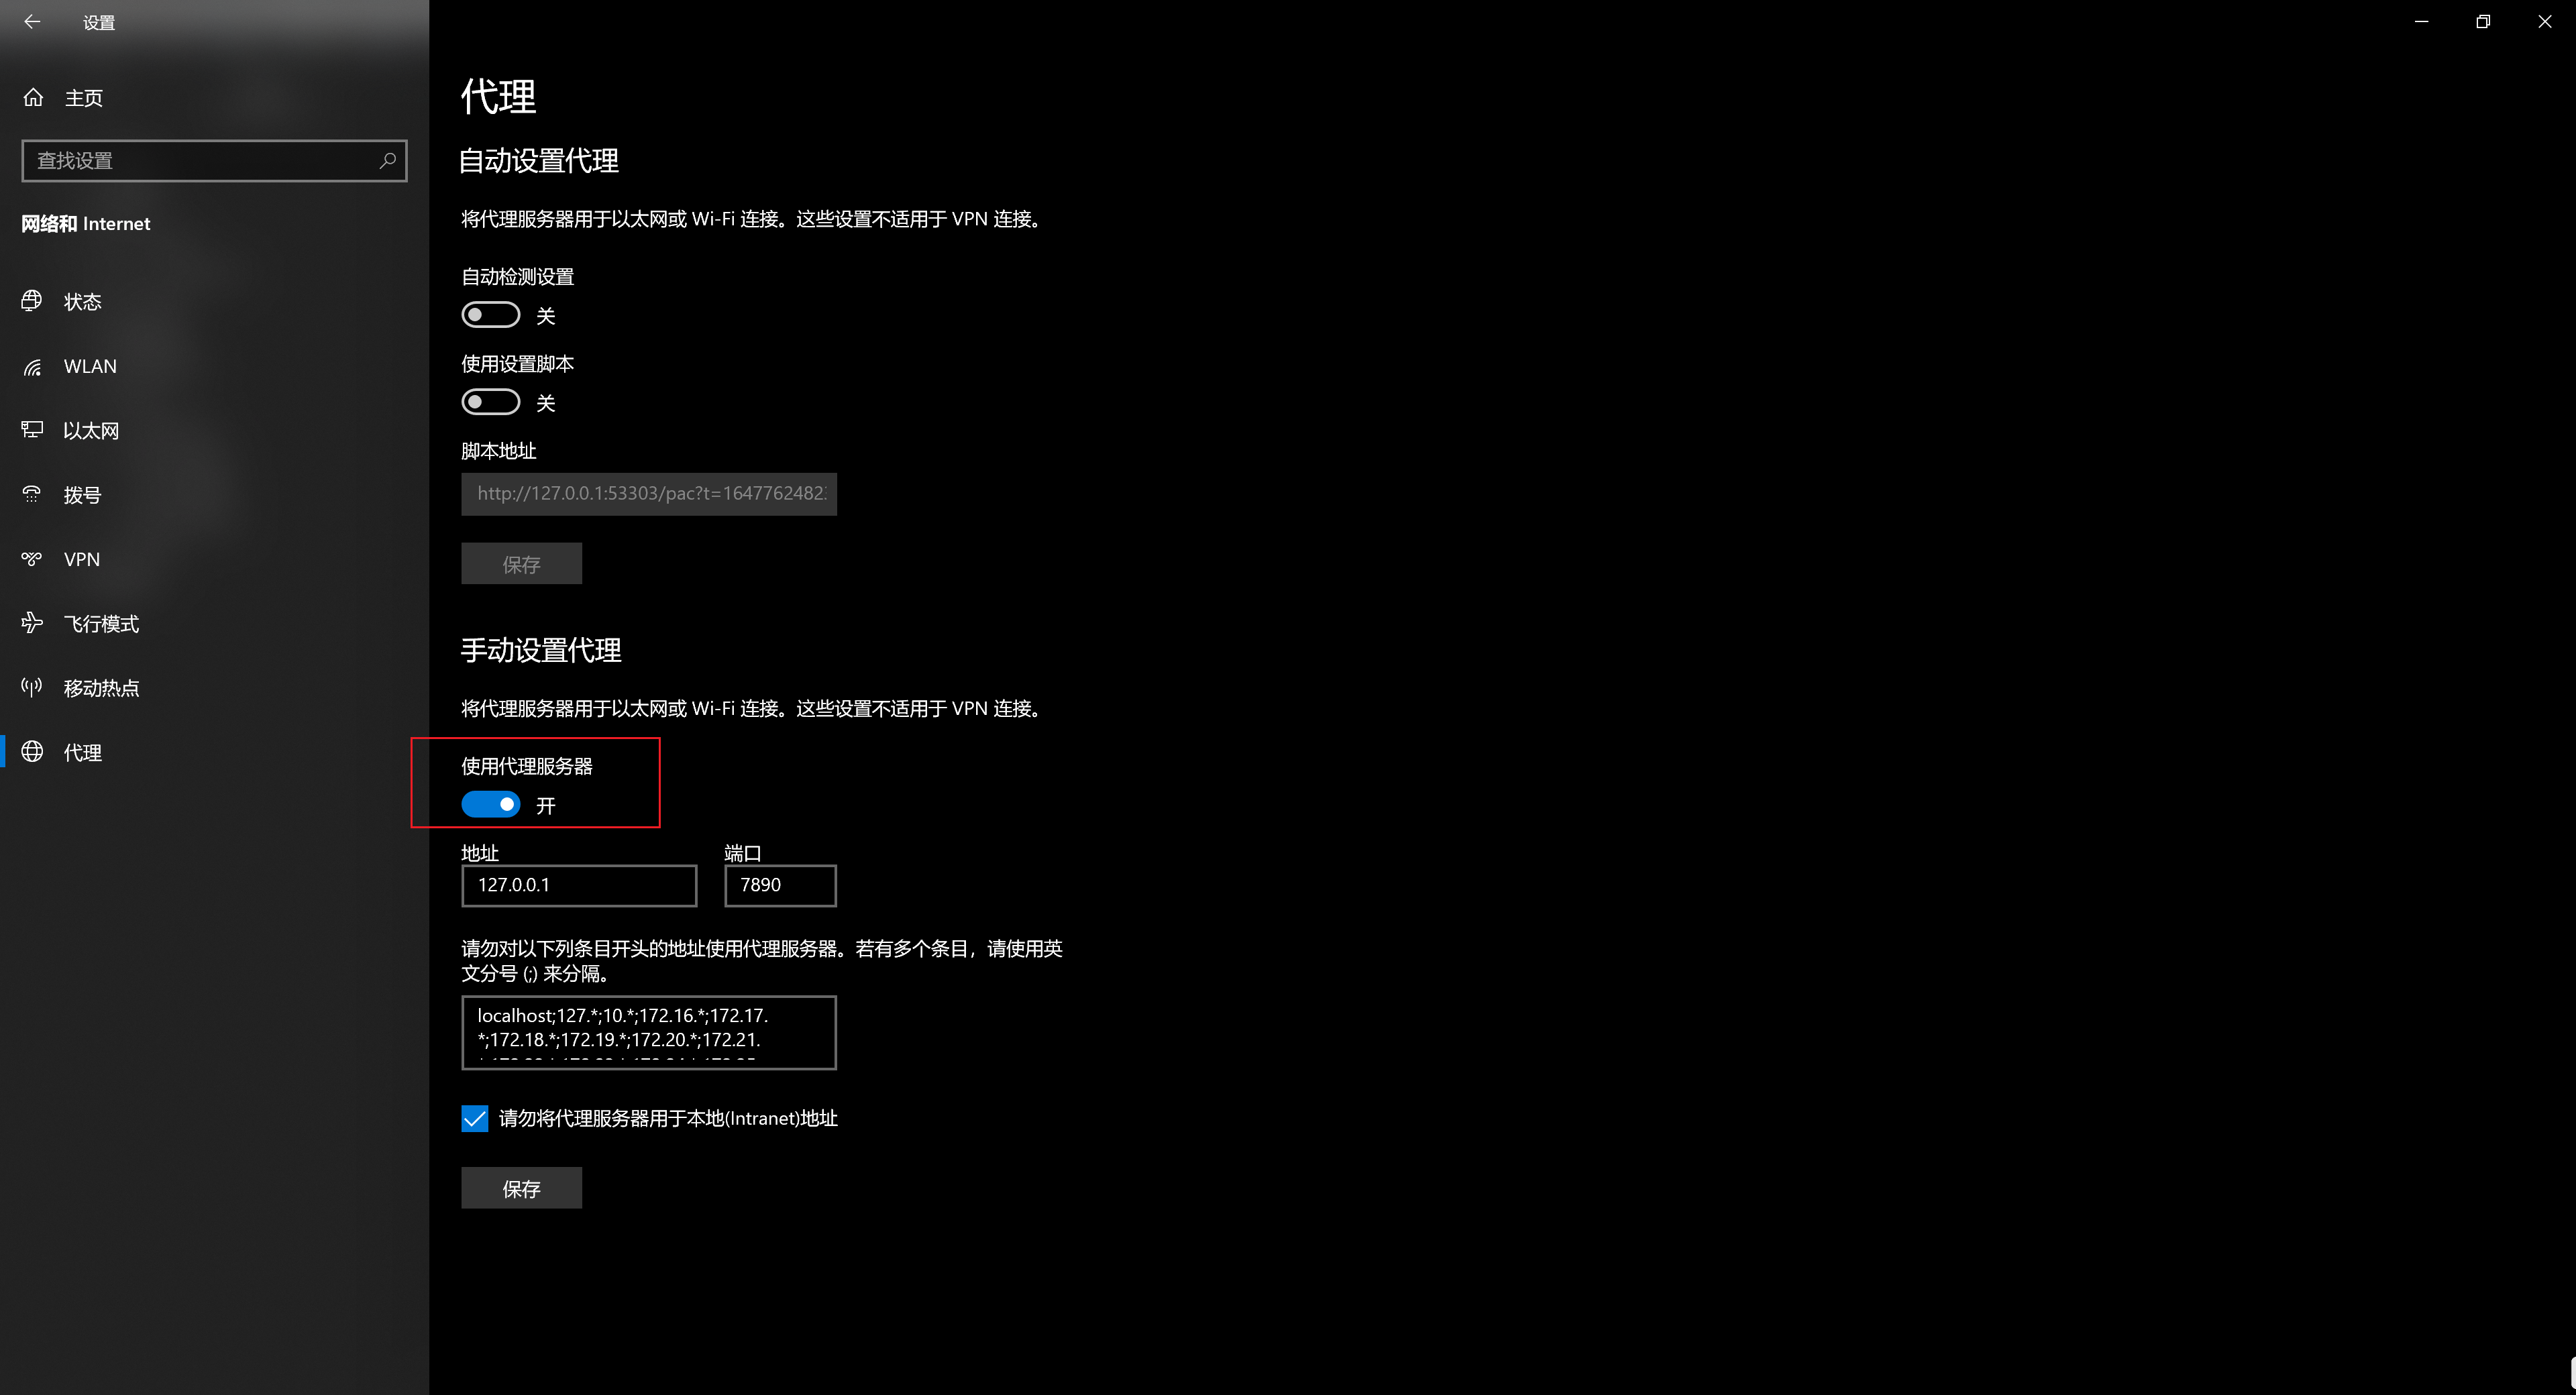 设置
主页
查找设置
网络和 Internet
状态
WLAN
以太网
拨号
VPN
飞行模式
移动热点
代理
代理
自动设置代理
将代理服务器用于以太网或 Wi-Fi 连接。这些设置不适用于 VPN 连接。
自动检测设置
关
使用设置脚本
关
脚本地址
http://127.0.0.1:53303/pac?t=1647762482
保存
手动设置代理
将代理服务器用于以太网或 Wi-Fi 连接。这些设置不适用于 VPN 连接。
使用代理服务器
开
地址 端口
127.0.0.1 7890
请勿对以下列条目开头的地址使用代理服务器。若有多个条目，请使用英
文分号 (;) 来分隔。
localhost;127.*;10.*;172.16.*;172.17.
*;172.18.*;172.19.*;172.20.*;172.21.
请勿将代理服务器用于本地(Intranet)地址
保存